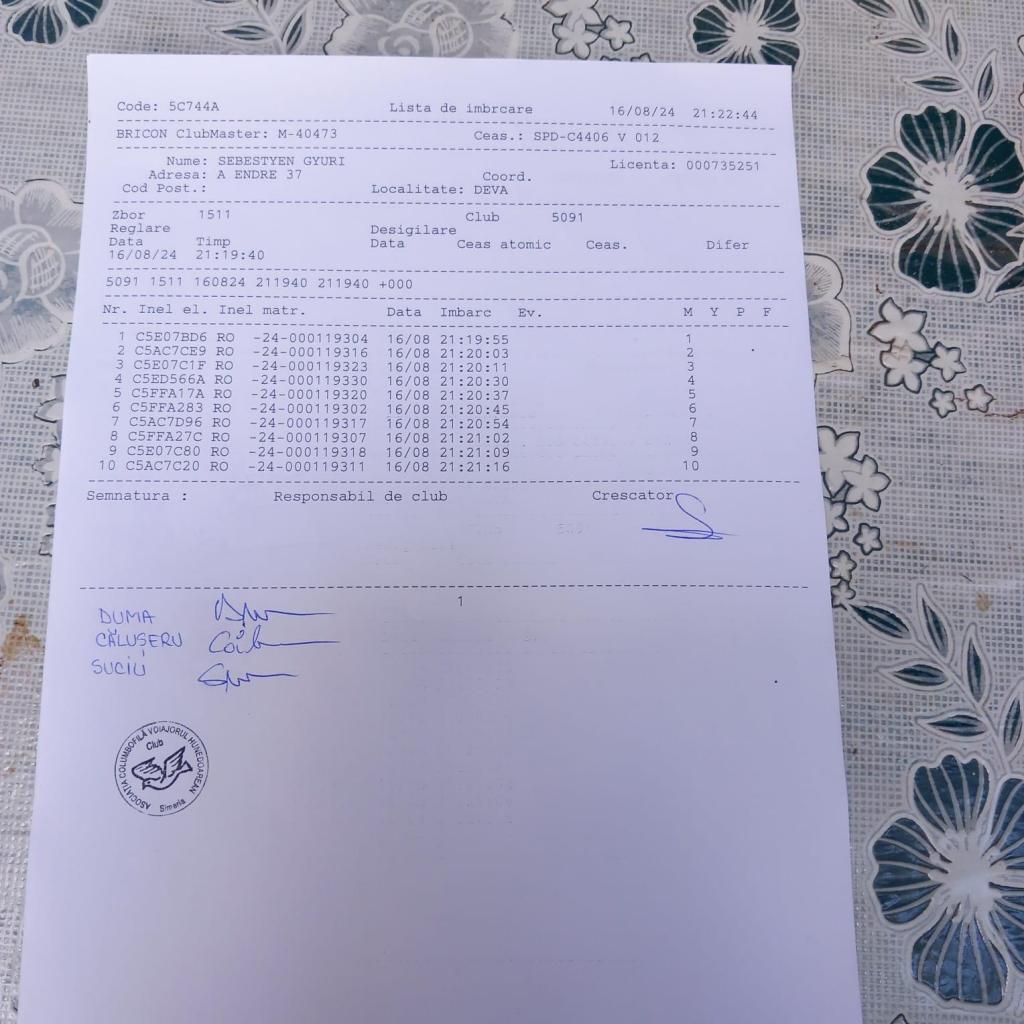 Code: 5C744A Lista de imbrcare 16/08/24 21:22:44
BRICON ClubMaster: M-40473 Ceas.: SPD-C4406 V 012
Nume: SEBESTYEN GYURI Licenta: 000735251
Adresa: A ENDRE 37 Coord.
Cod Post.: Localitate: DEVA
Zbor 1511 Club 5091
Reglare Desigilare
Data Timp Data Ceas atomic Ceas. Difer
16/08/24 21:19:40
5091 1511 160824 211940 211940 +000
Nr. Inel el. Inel matr. Data Imbarc Ev. M Y P F
1 C5E07BD6 RO -24-000119304 16/08 21:19:55 1
2 C5AC7CE9 RO -24-000119316 16/08 21:20:03 2
3 C5E07C1F RO -24-000119323 16/08 21:20:11 3
4 C5ED566A RO -24-000119330 16/08 21:20:30 4
5 C5FFA17A RO -24-000119320 16/08 21:20:37 5
6 C5FFA283 RO -24-000119302 16/08 21:20:45 6
7 C5AC7D96 RO -24-000119317 16/08 21:20:54 7
8 C5FFA27C RO -24-000119307 16/08 21:21:02 8
9 C5E07C80 RO -24-000119318 16/08 21:21:09 9
10 C5AC7C20 RO -24-000119311 16/08 21:21:16 10
Semnatura : Responsabil de club Crescator
1
DUMA
CĂLUȘERU
SUCIU
ASOCIAȚIA COLUMBOFILĂ VOIAJORUL HUNEDOREAN
Club
Simeria